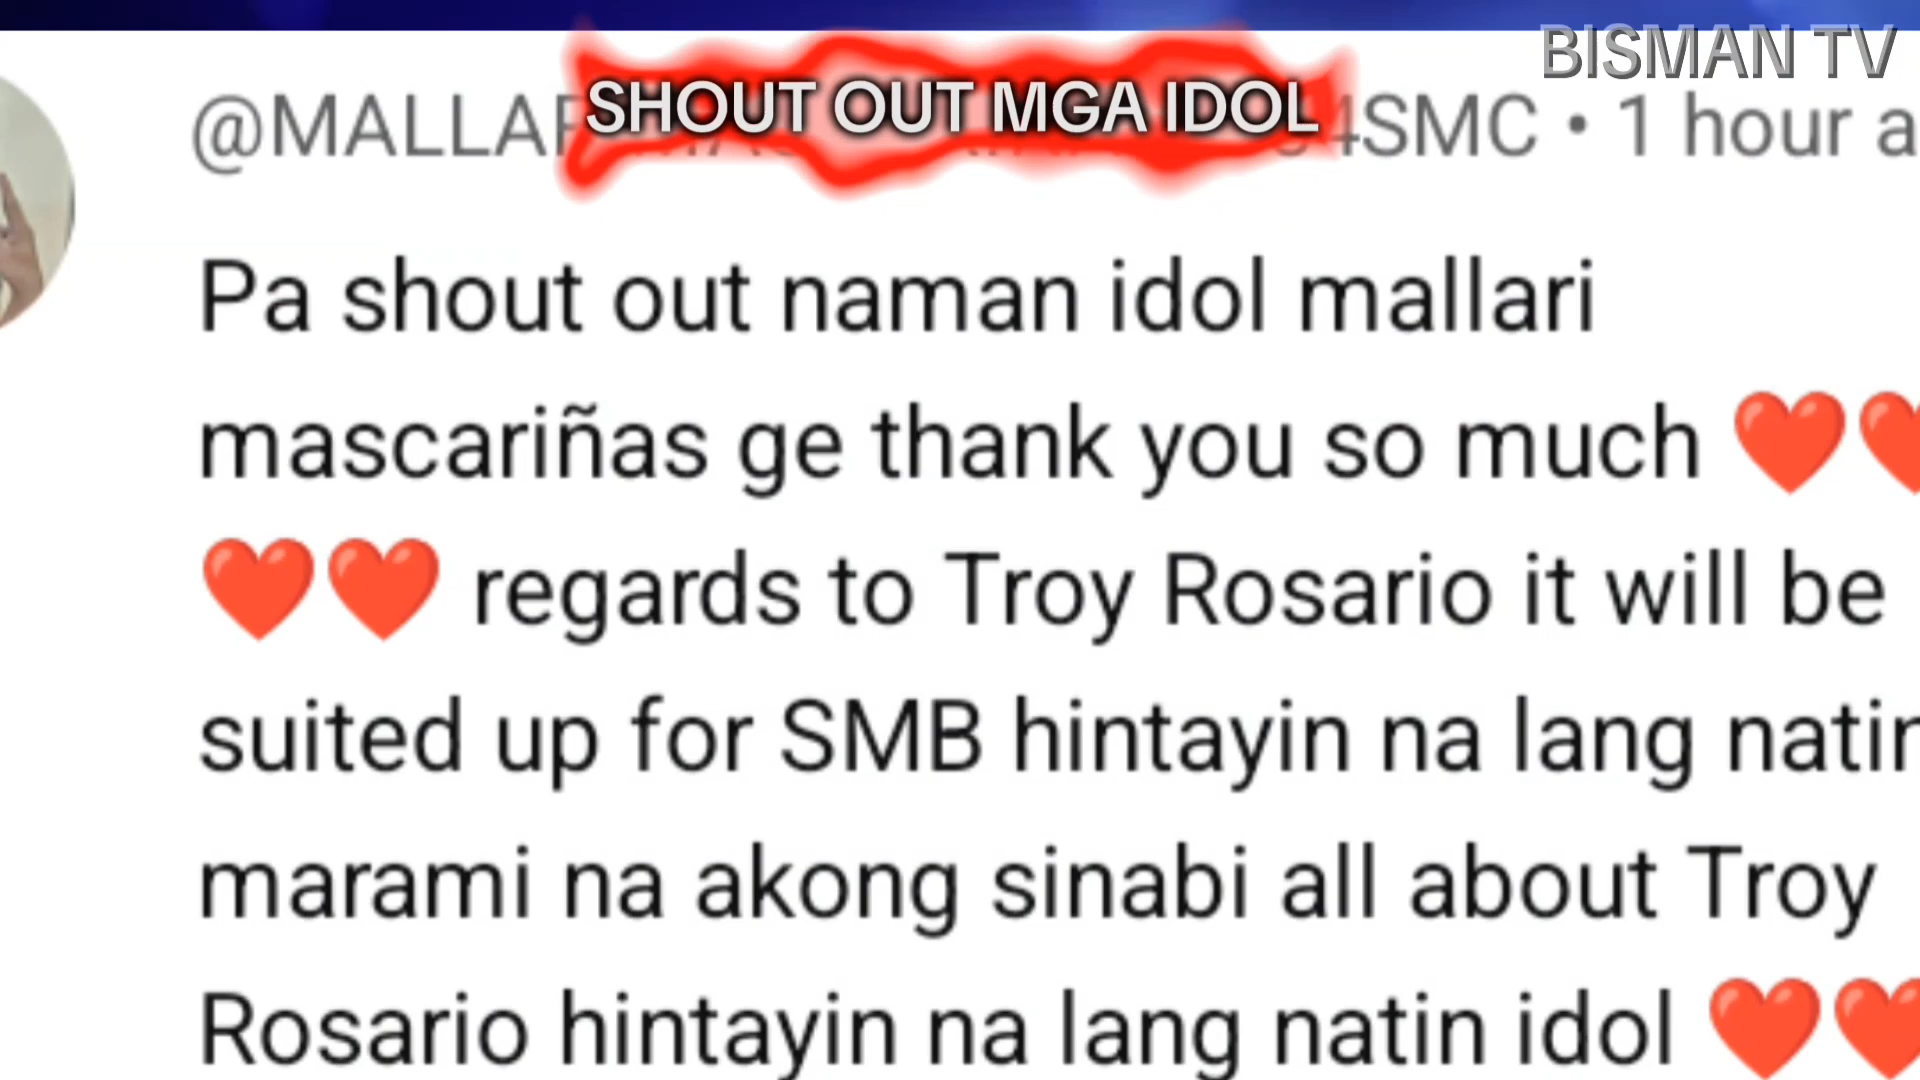 BISMAN TV
SHOUT OUT MGA IDOL
4SMC • 1 hour
Pa shout out naman idol mallari
mascariñas ge thank you so much ❤️❤️
❤️❤️ regards to Troy Rosario it will be
suited up for SMB hintayin na lang natin
marami na akong sinabi all about Troy
Rosario hintayin na lang natin idol ❤️❤️